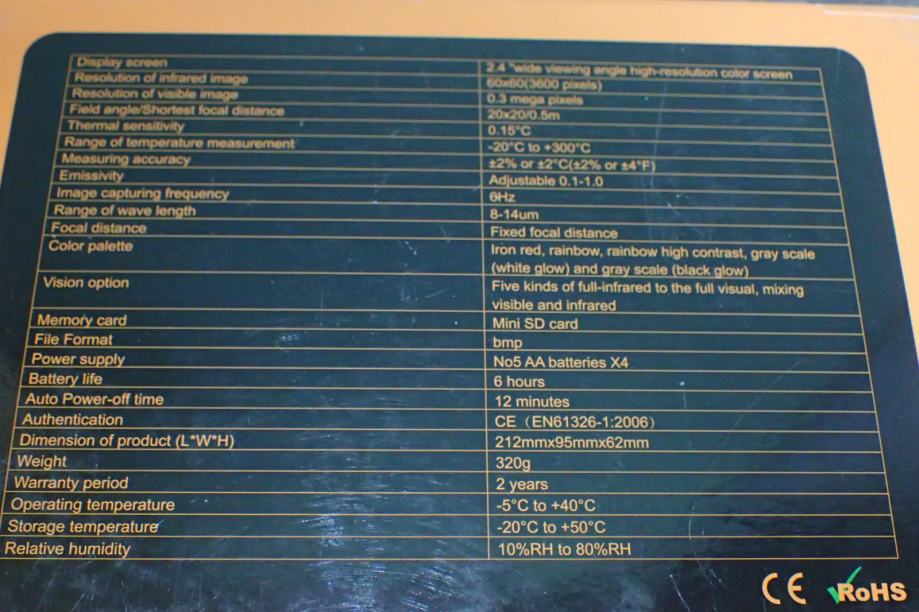 Display screen 2.4 "wide viewing angle high-resolution color screen
Resolution of infrared image 60x60(3600 pixels)
Resolution of visible image 0.3 mega pixels
Field angle/Shortest focal distance 20x20/0.5m
Thermal sensitivity 0.15°C
Range of temperature measurement -20°C to +300°C
Measuring accuracy ±2% or ±2°C(±2% or ±4°F)
Emissivity Adjustable 0.1-1.0
Image capturing frequency 6Hz
Range of wave length 8-14um
Focal distance Fixed focal distance
Color palette Iron red, rainbow, rainbow high contrast, gray scale
(white glow) and gray scale (black glow)
Vision option Five kinds of full-infrared to the full visual, mixing
visible and infrared
Memory card Mini SD card
File Format bmp
Power supply No5 AA batteries X4
Battery life 6 hours
Auto Power-off time 12 minutes
Authentication CE（EN61326-1:2006）
Dimension of product (L*W*H) 212mmx95mmx62mm
Weight 320g
Warranty period 2 years
Operating temperature -5°C to +40°C
Storage temperature -20°C to +50°C
Relative humidity 10%RH to 80%RH
CE RoHS